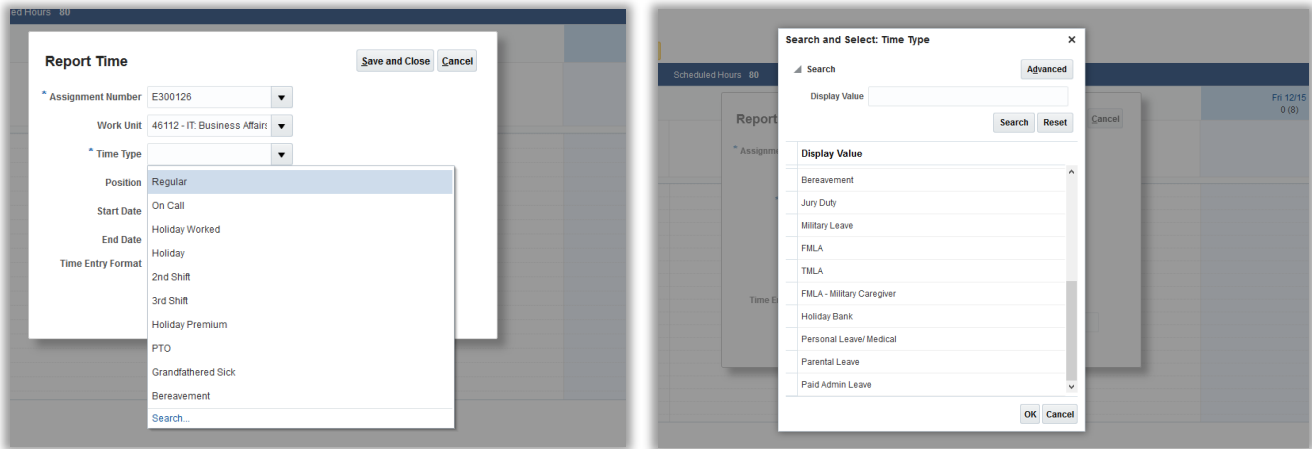 ed Hours 80
Report Time
Save and Close Cancel
* Assignment Number E300126
Work Unit 46112 - IT: Business Affairs
* Time Type
Position
Start Date
End Date
Time Entry Format
Regular
On Call
Holiday Worked
Holiday
2nd Shift
3rd Shift
Holiday Premium
PTO
Grandfathered Sick
Bereavement
Search...
Scheduled Hours 80
Fri 12/15
0 (8)
Report
Cancel
* Assignme
Time E
Search and Select: Time Type
Search
Advanced
Display Value
Search Reset
Display Value
Bereavement
Jury Duty
Military Leave
FMLA
TMLA
FMLA - Military Caregiver
Holiday Bank
Personal Leave/ Medical
Parental Leave
Paid Admin Leave
OK Cancel